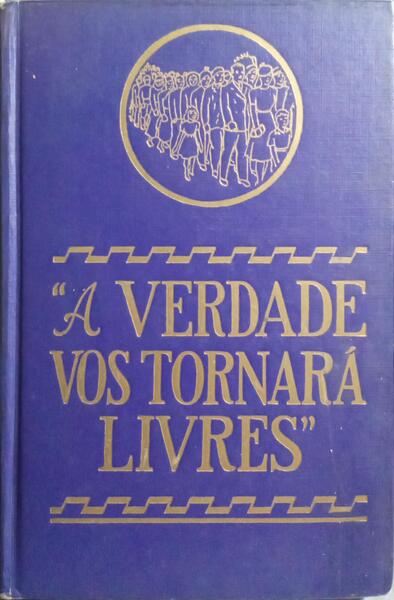 "A VERDADE
VOS TORNARÁ
LIVRES"